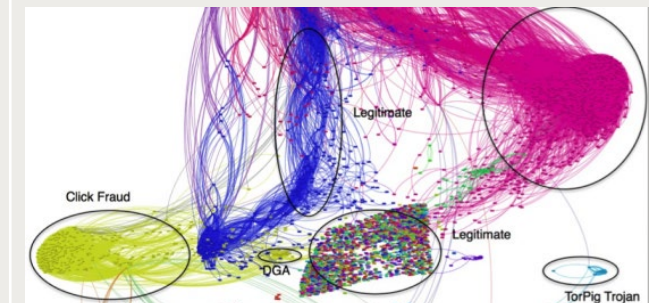 Legitimate
Click Fraud
Legitimate
DGA
TorPig Trojan